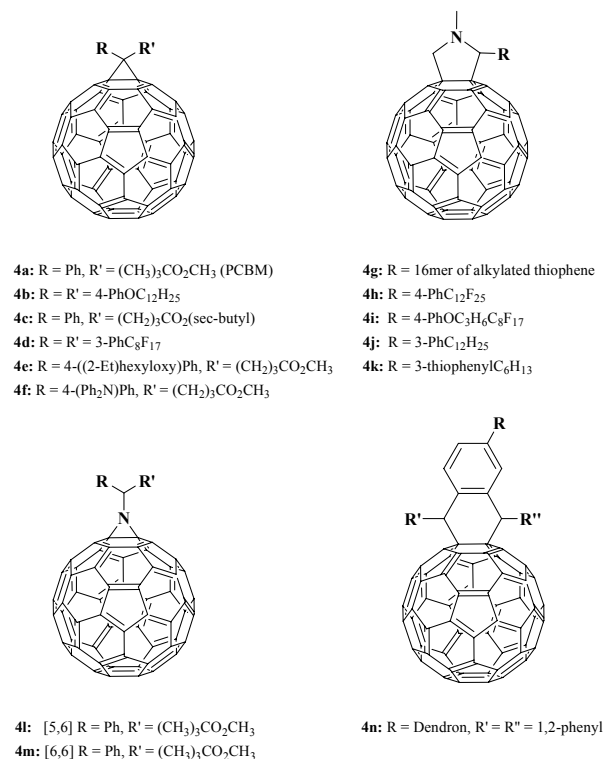 R R'
N
R
4a: R = Ph, R' = (CH₃)₃CO₂CH₃ (PCBM)
4b: R = R' = 4-PhOC₁₂H₂₅
4c: R = Ph, R' = (CH₂)₃CO₂(sec-butyl)
4d: R = R' = 3-PhC₈F₁₇
4e: R = 4-((2-Et)hexyloxy)Ph, R' = (CH₂)₃CO₂CH₃
4f: R = 4-(Ph₂N)Ph, R' = (CH₂)₃CO₂CH₃
4g: R = 16mer of alkylated thiophene
4h: R = 4-PhC₁₂F₂₅
4i: R = 4-PhOC₃H₆C₈F₁₇
4j: R = 3-PhC₁₂H₂₅
4k: R = 3-thiophenylC₆H₁₃
R R'
N
R
R' R''
4l: [5,6] R = Ph, R' = (CH₃)₃CO₂CH₃
4m: [6,6] R = Ph, R' = (CH₃)₃CO₂CH₃
4n: R = Dendron, R' = R'' = 1,2-phenyl